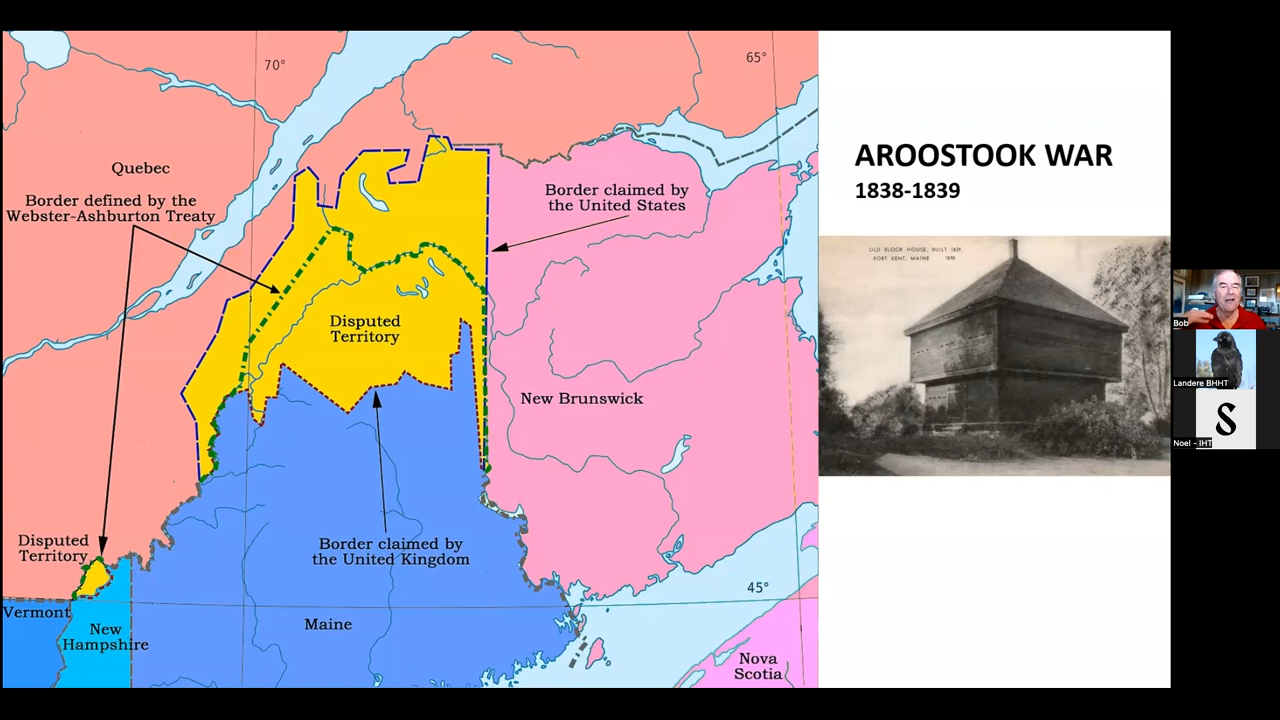 70°
65°
Quebec
Border defined by the
Webster-Ashburton Treaty
Border claimed by
the United States
Disputed
Territory
New Brunswick
Border claimed by
the United Kingdom
Disputed
Territory
45°
Vermont
New
Hampshire
Maine
Nova
Scotia
AROOSTOOK WAR
1838-1839
OLD BLOCK HOUSE, BUILT 1839,
FORT KENT, MAINE
Bob
Landere BHHT
S
Noel - IHT